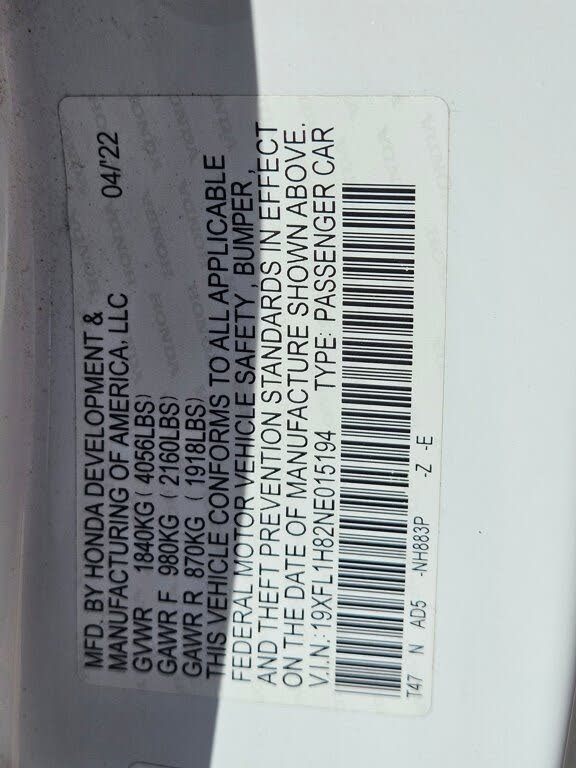 MFD. BY HONDA DEVELOPMENT &
MANUFACTURING OF AMERICA, LLC 04/'22
GVWR 1840KG ( 4056LBS)
GAWR F 980KG ( 2160LBS)
GAWR R 870KG ( 1918LBS)
THIS VEHICLE CONFORMS TO ALL APPLICABLE
FEDERAL MOTOR VEHICLE SAFETY, BUMPER,
AND THEFT PREVENTION STANDARDS IN EFFECT
ON THE DATE OF MANUFACTURE SHOWN ABOVE.
V.I.N.:19XFL1H82NE015194 TYPE: PASSENGER CAR
T47 N AD5 -NH883P -Z -E